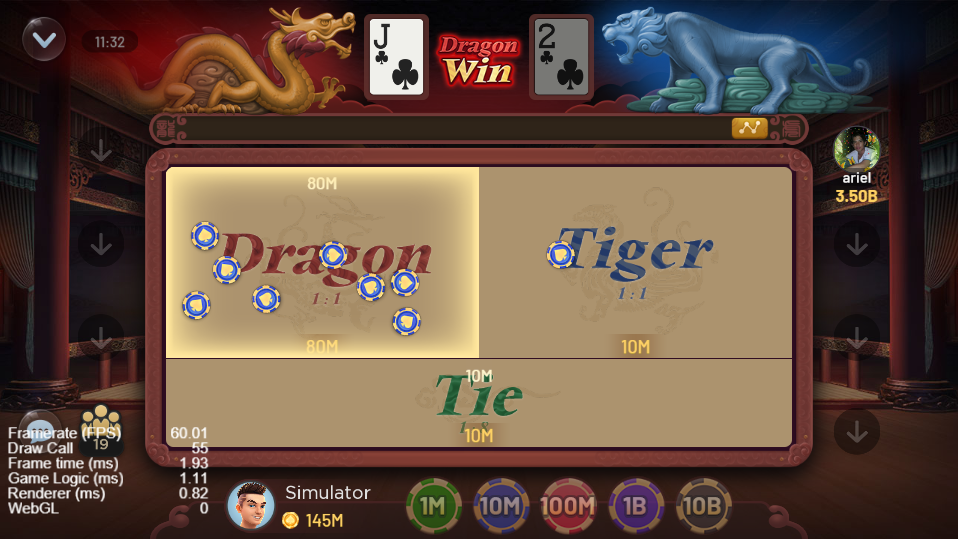 11:32
J
Dragon
Win
2
ariel
3.50B
80M
Dragon
1:1
80M
Tiger
1:1
10M
10M
Tie
1:8
10M
19
Framerate (FPS) 60.01
Draw Call 55
Frame time (ms) 1.93
Game Logic (ms) 1.11
Renderer (ms) 0.82
WebGL 0
Simulator
145M
1M
10M
100M
1B
10B